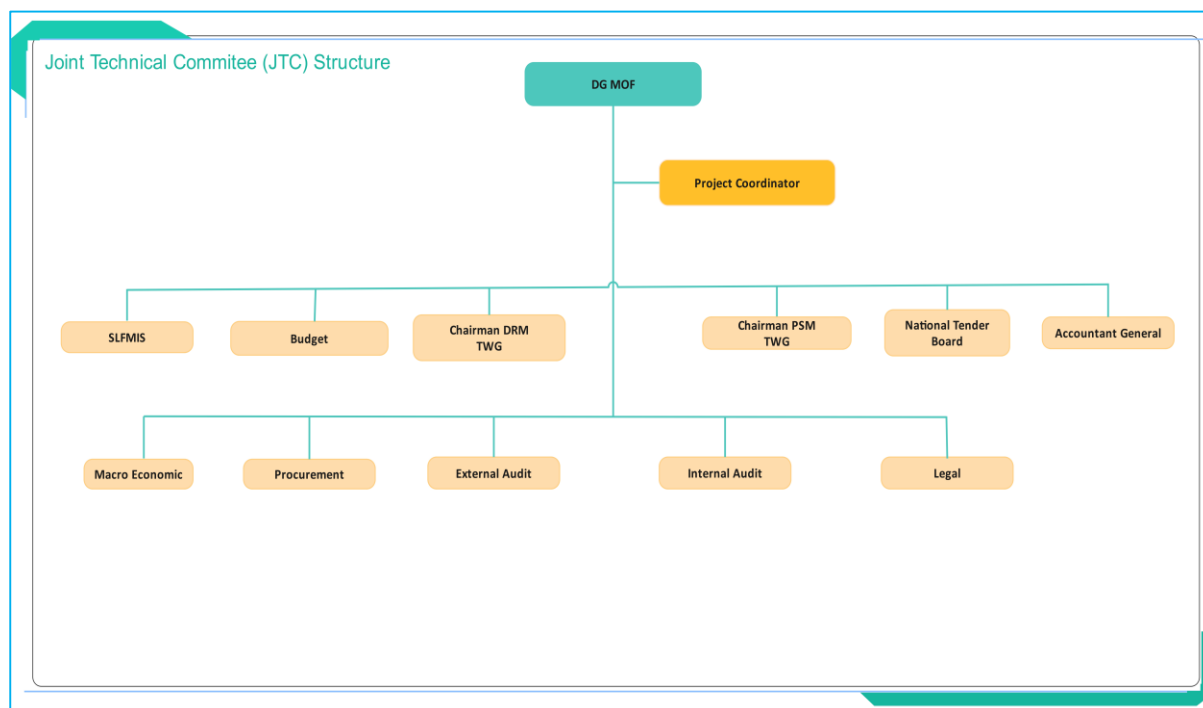 Joint Technical Commitee (JTC) Structure
DG MOF
Project Coordinator
SLFMIS
Budget
Chairman DRM
TWG
Chairman PSM
TWG
National Tender
Board
Accountant General
Macro Economic
Procurement
External Audit
Internal Audit
Legal